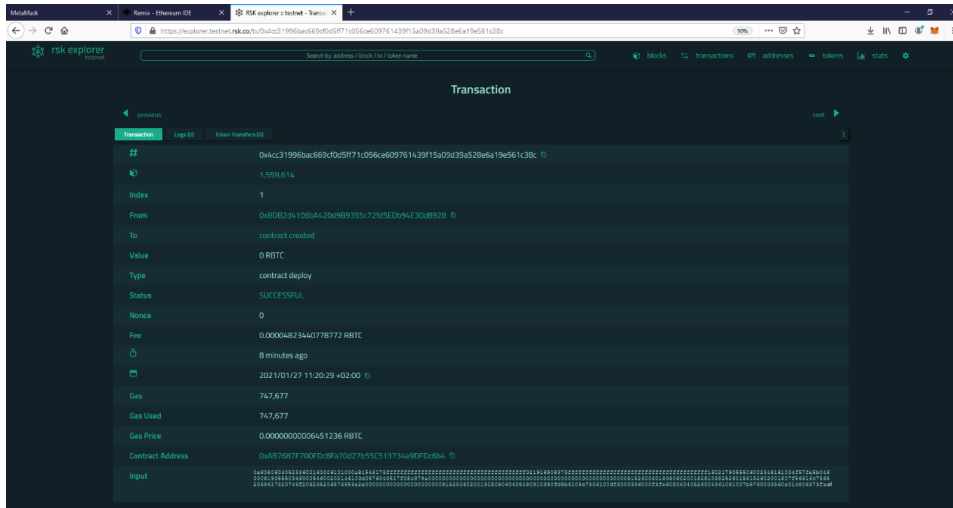 MetaMask
Remix - Ethereum IDE
RSK explorer :: testnet - Transac
https://explorer.testnet.rsk.co/tx/0x4cc31996bac669cf0d5ff71c056ce609761439f15a09d39a528e6a19e561c38c
90%
rsk explorer
testnet
Search by: address / block / tx / token name
blocks
transactions
addresses
tokens
stats
Transaction
previous
next
Transaction
Logs [0]
Token Transfers [0]
# 0x4cc31996bac669cf0d5ff71c056ce609761439f15a09d39a528e6a19e561c38c
1,559,614
Index 1
From 0xBDB2d4106bA420d9B9355c72fd5EDb94E30d8928
To contract created
Value 0 RBTC
Type contract deploy
Status SUCCESSFUL
Nonce 0
Fee 0.00004823440778772 RBTC
8 minutes ago
2021/01/27 11:20:29 +02:00
Gas 747,677
Gas Used 747,677
Gas Price 0.00000000006451236 RBTC
Contract Address 0xAB7687F700FDc8Fa70d27b55C513734a9DFDc6b4
Input